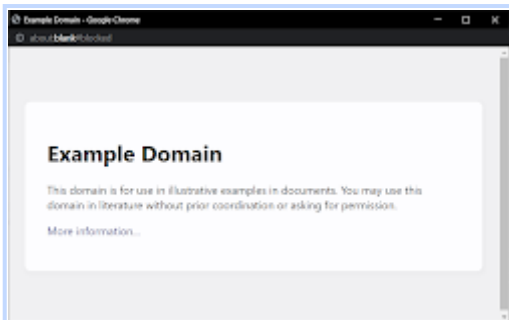 Example Domain - Google Chrome
about:blank#blocked
Example Domain
This domain is for use in illustrative examples in documents. You may use this
domain in literature without prior coordination or asking for permission.
More information...